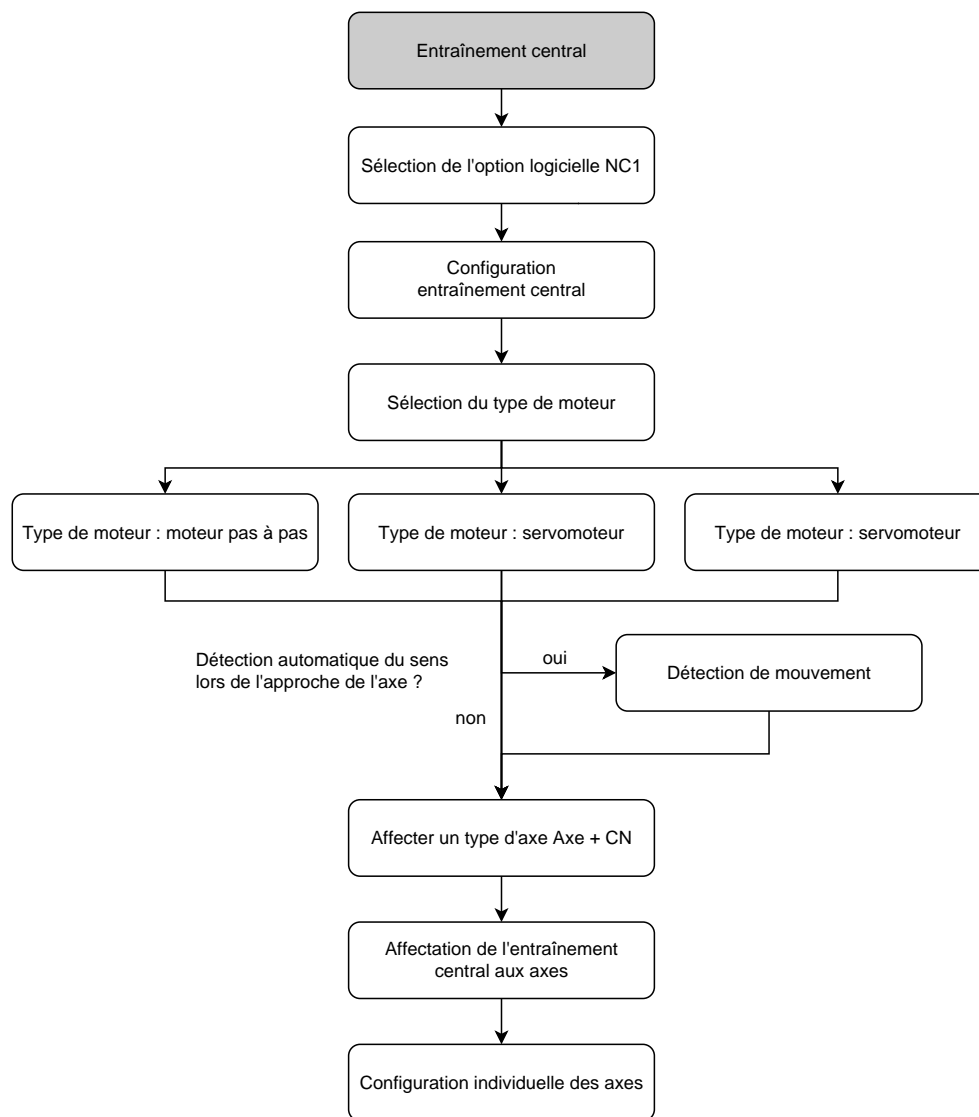 Entraînement central
Sélection de l'option logicielle NC1
Configuration
entraînement central
Sélection du type de moteur
Type de moteur : moteur pas à pas
Type de moteur : servomoteur
Type de moteur : servomoteur
Détection automatique du sens
lors de l'approche de l'axe ?
oui
Détection de mouvement
non
Affecter un type d'axe Axe + CN
Affectation de l'entraînement
central aux axes
Configuration individuelle des axes